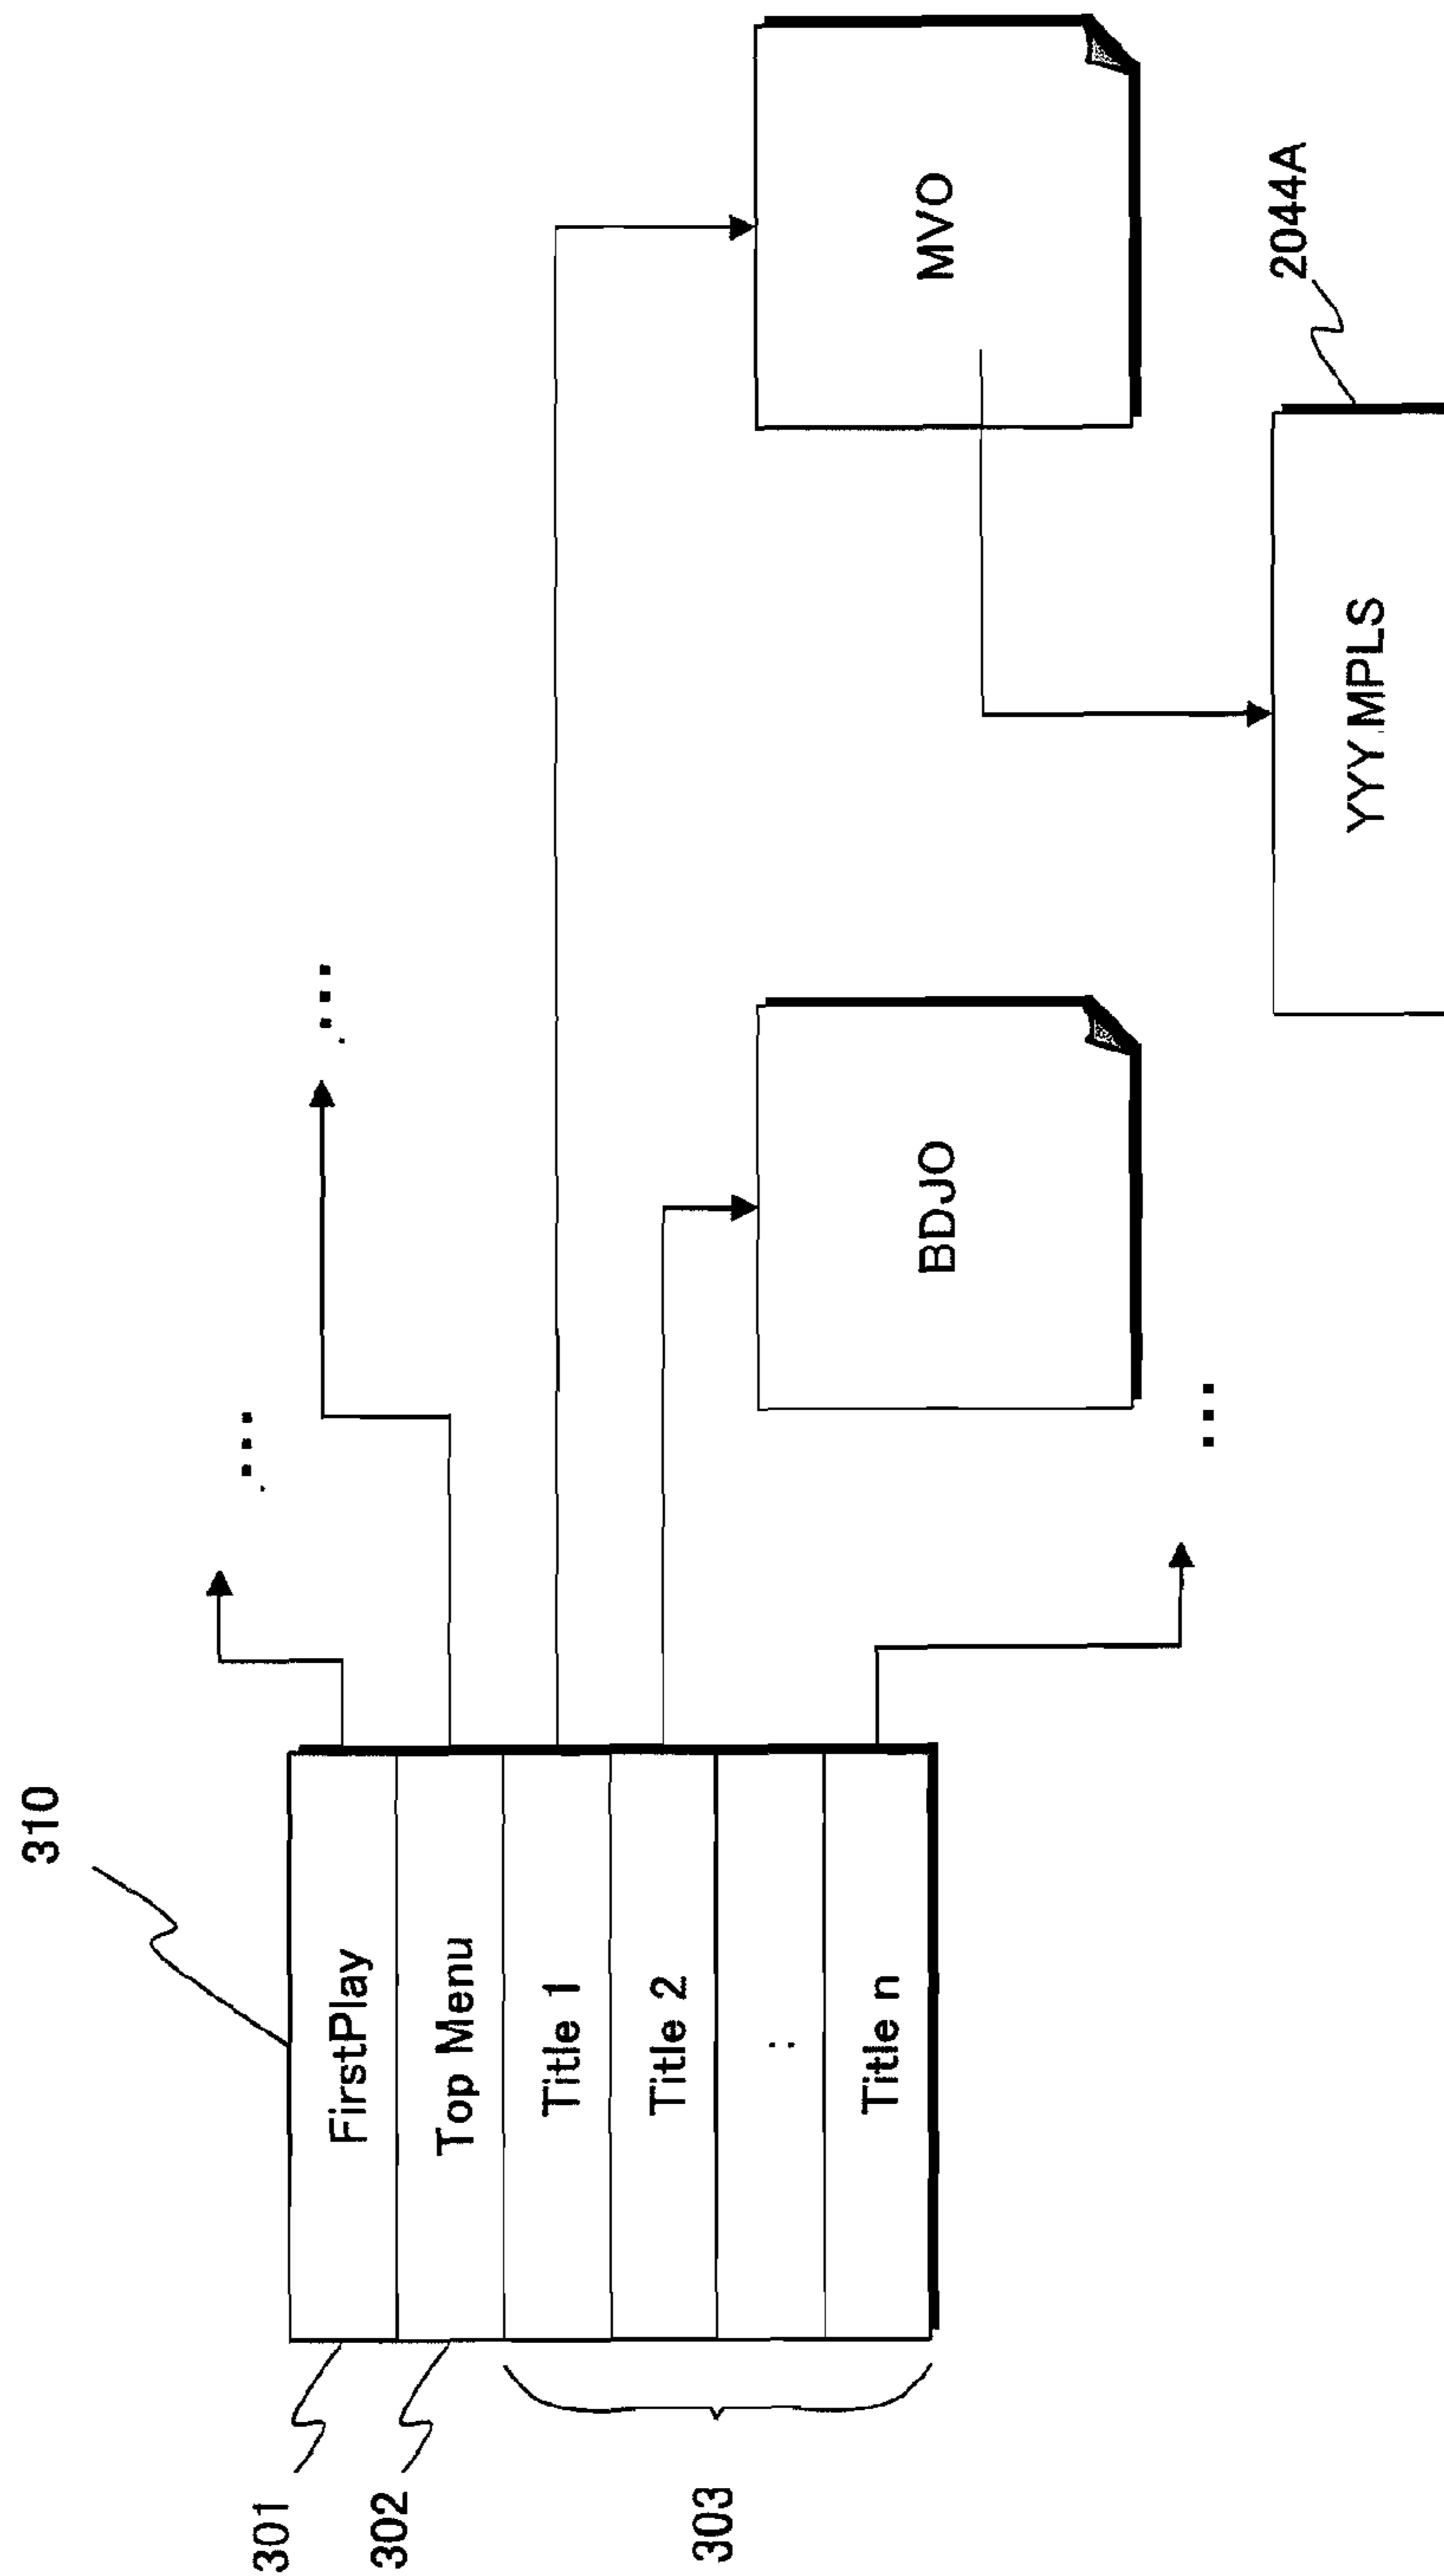 310
301
FirstPlay
...
302
Top Menu
...
303
Title 1
Title 2
:
Title n
...
BDJO
MVO
YYY.MPLS
2044A